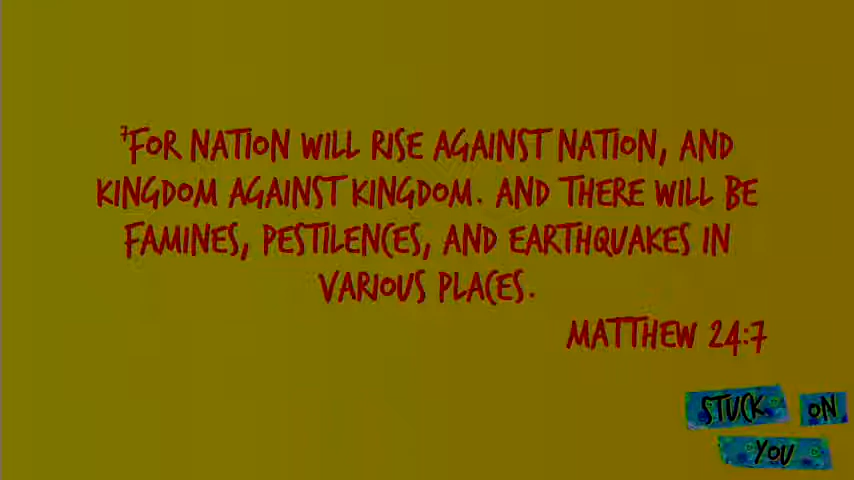 ⁷FOR NATION WILL RISE AGAINST NATION, AND
KINGDOM AGAINST KINGDOM. AND THERE WILL BE
FAMINES, PESTILENCES, AND EARTHQUAKES IN
VARIOUS PLACES.
MATTHEW 24:7
STUCK ON
YOU